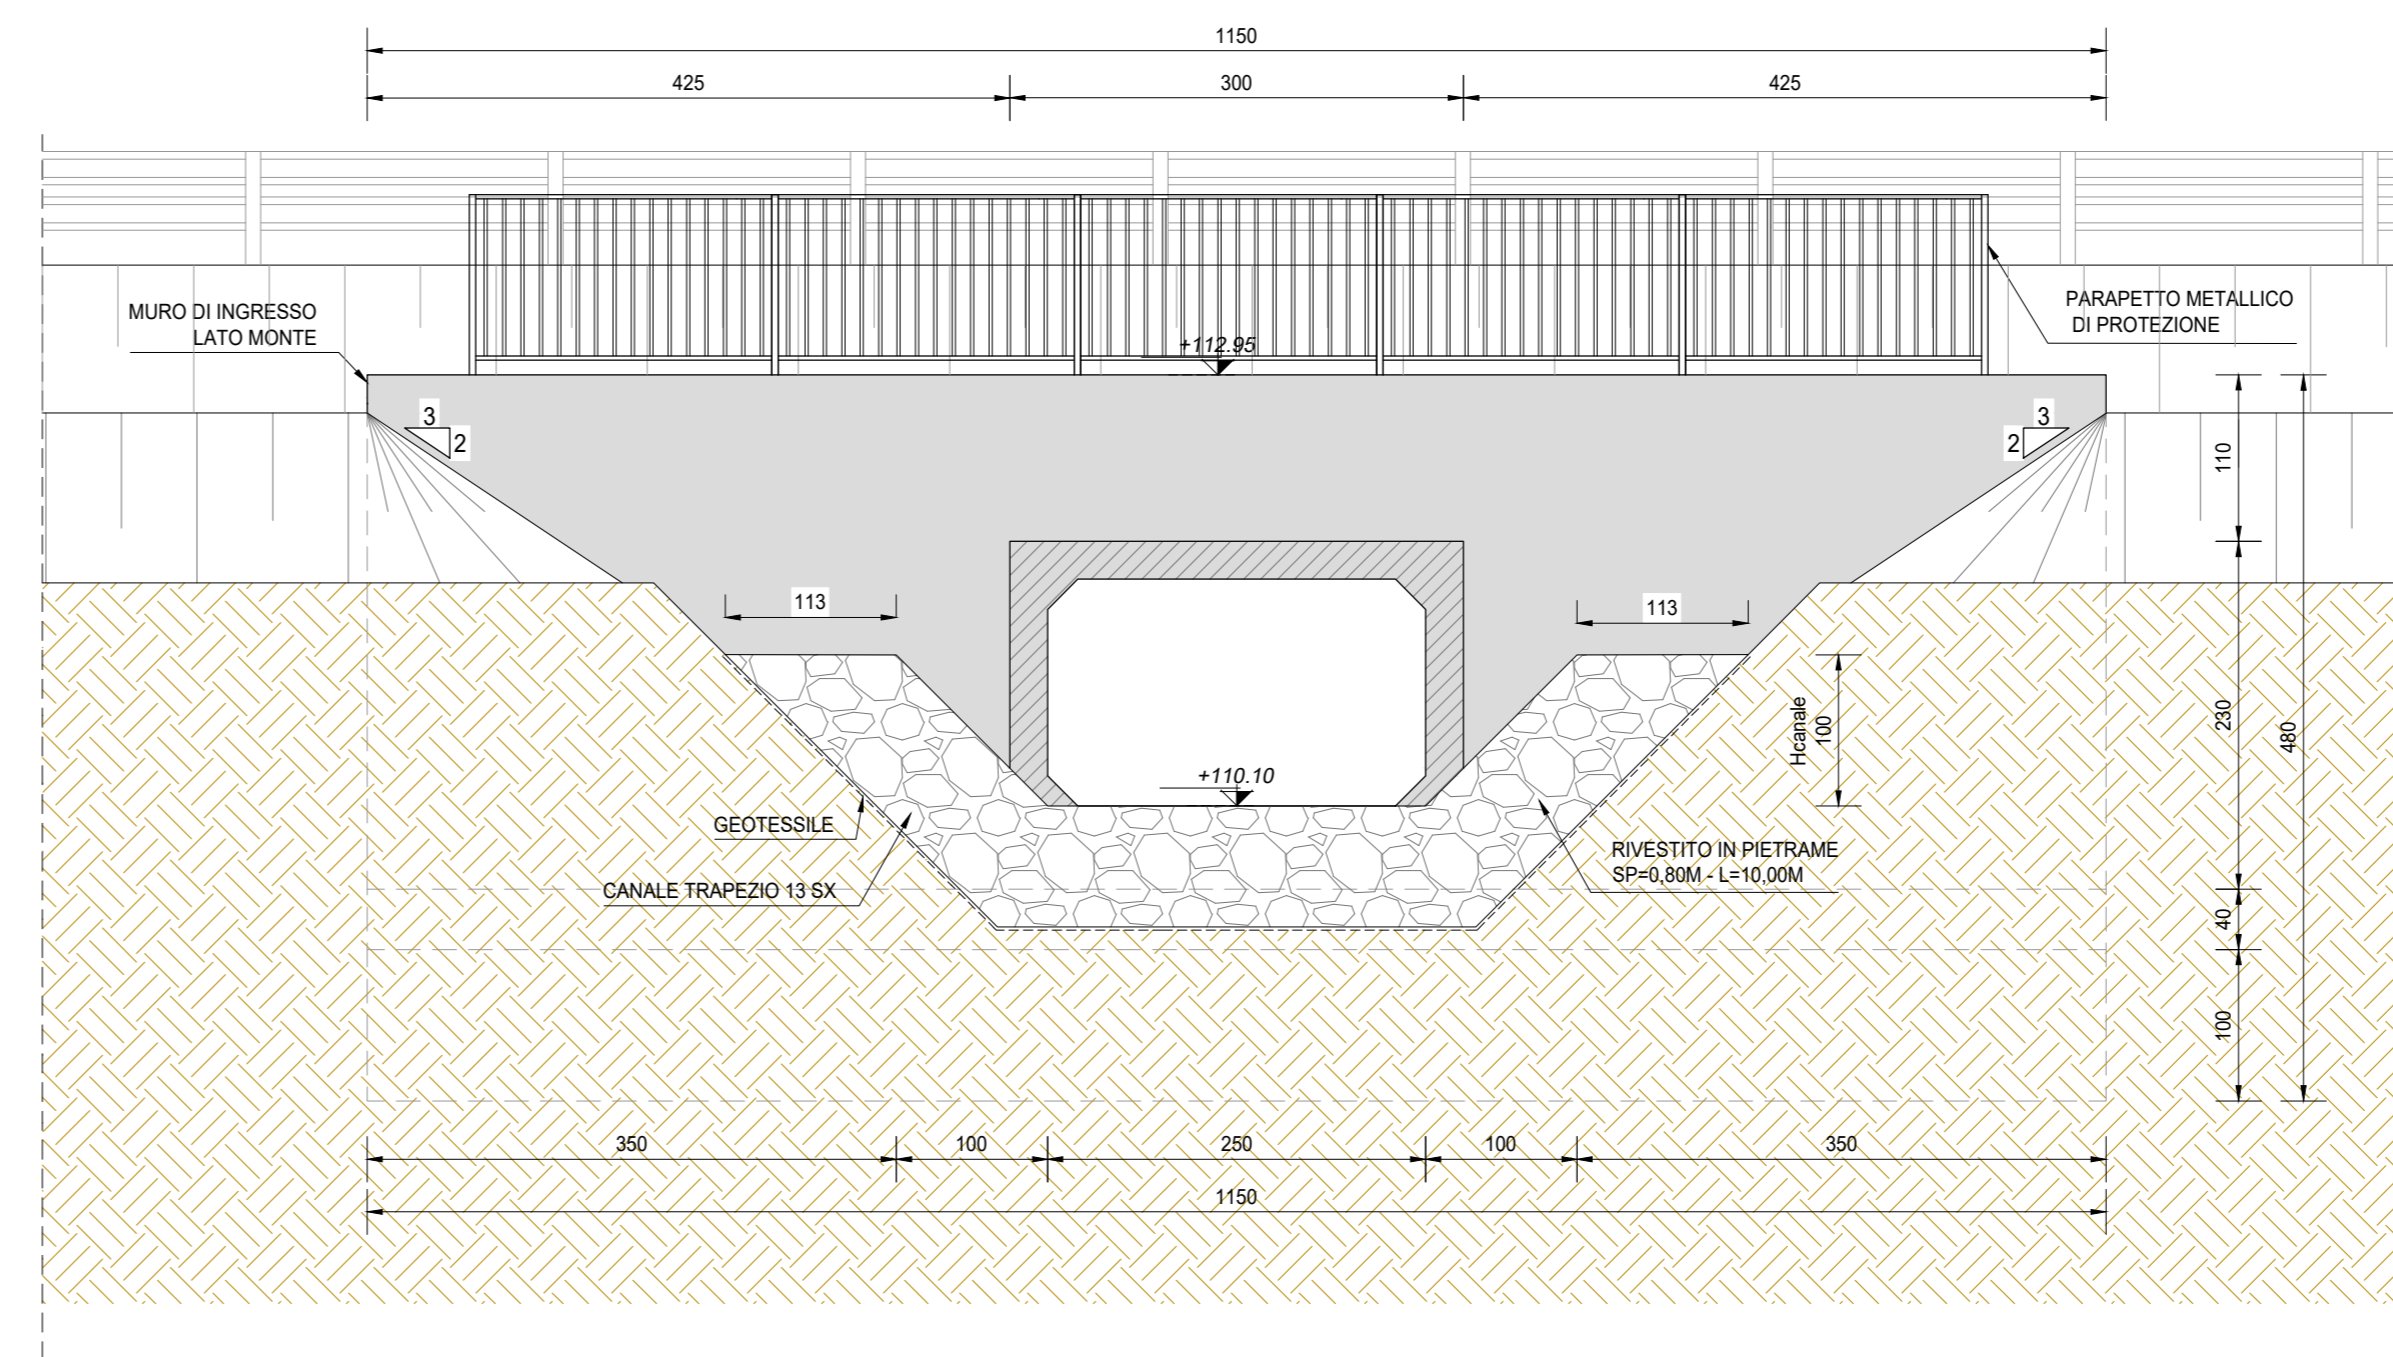 1150
425
300
425
MURO DI INGRESSO
LATO MONTE
PARAPETTO METALLICO
DI PROTEZIONE
+112.95
3
2
3
2
110
113
113
Hcanale
100
230
480
+110.10
GEOTESSILE
RIVESTITO IN PIETRAME
SP=0,80M - L=10,00M
CANALE TRAPEZIO 13 SX
40
100
350
100
250
100
350
1150